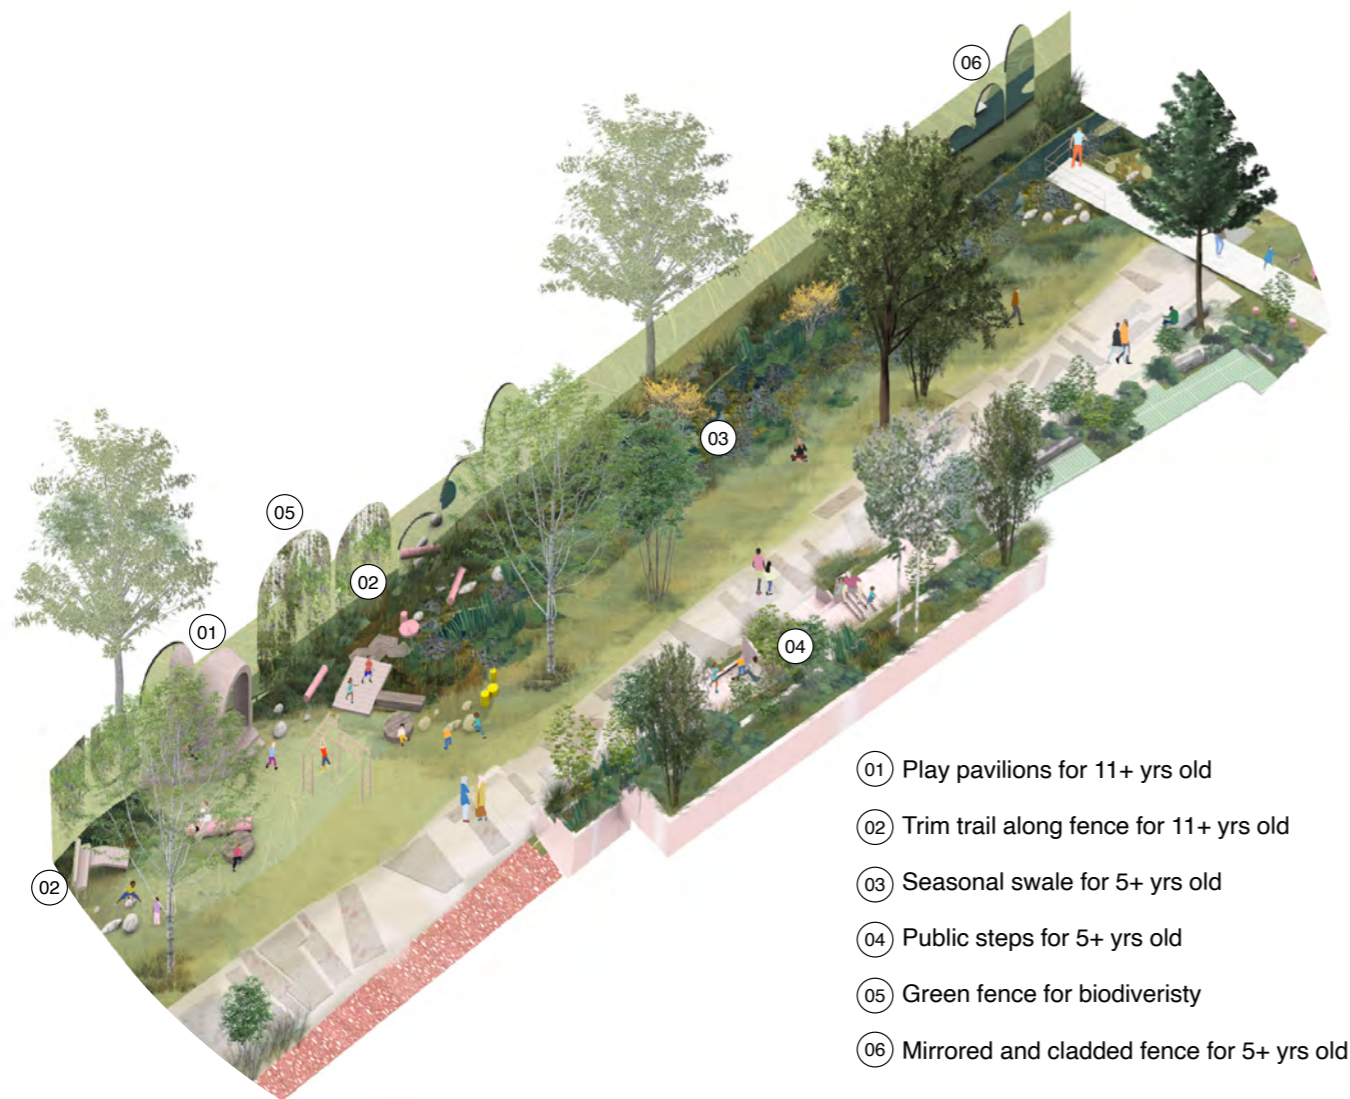 06
03
05
02
01
04
02
01 Play pavilions for 11+ yrs old
02 Trim trail along fence for 11+ yrs old
03 Seasonal swale for 5+ yrs old
04 Public steps for 5+ yrs old
05 Green fence for biodiveristy
06 Mirrored and cladded fence for 5+ yrs old